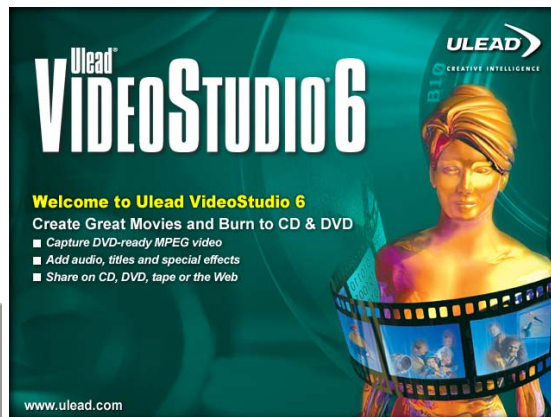 Ulead®
VIDEOSTUDIO®6
ULEAD
CREATIVE INTELLIGENCE
Welcome to Ulead VideoStudio 6
Create Great Movies and Burn to CD & DVD
Capture DVD-ready MPEG video
Add audio, titles and special effects
Share on CD, DVD, tape or the Web
www.ulead.com